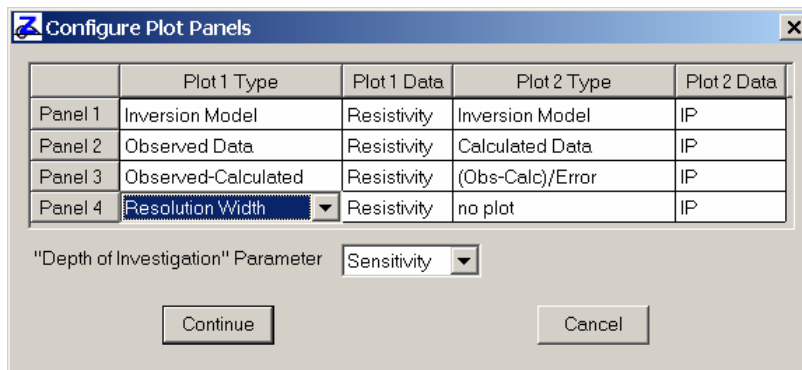 Configure Plot Panels
Plot 1 Type Plot 1 Data Plot 2 Type Plot 2 Data
Panel 1 Inversion Model Resistivity Inversion Model IP
Panel 2 Observed Data Resistivity Calculated Data IP
Panel 3 Observed-Calculated Resistivity (Obs-Calc)/Error IP
Panel 4 Resolution Width Resistivity no plot IP
"Depth of Investigation" Parameter Sensitivity
Continue Cancel